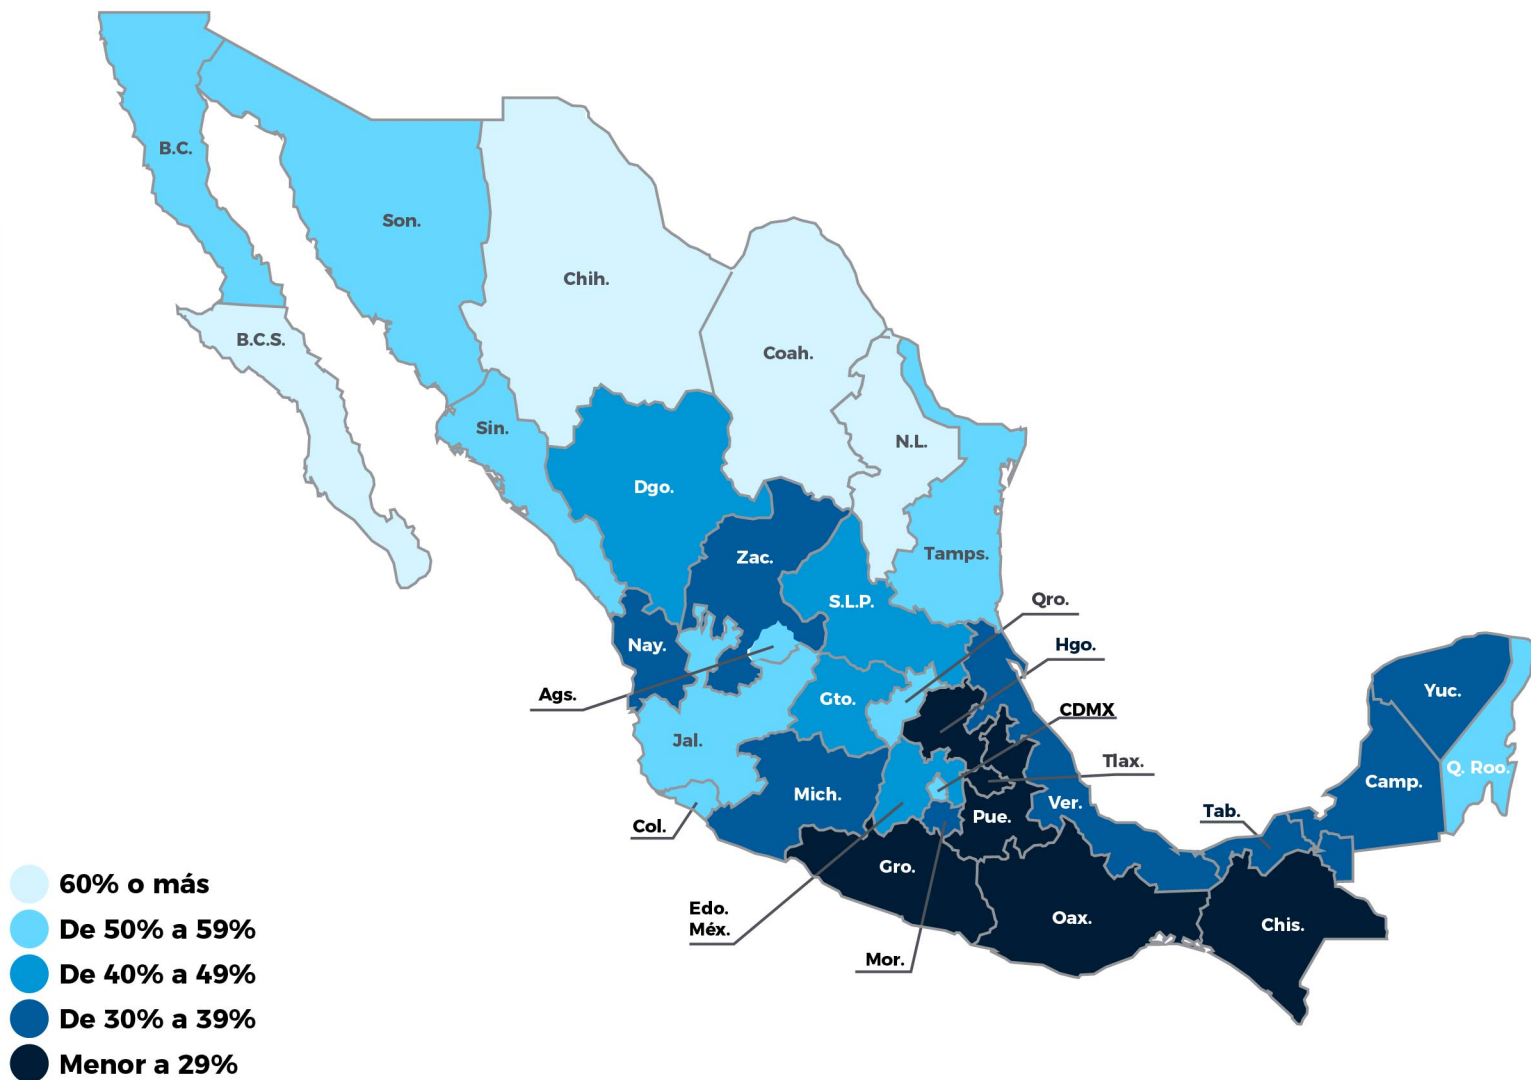 B.C.
Son.
Chih.
B.C.S.
Coah.
Sin.
N.L.
Dgo.
Tamps.
Zac.
S.L.P.
Qro.
Nay.
Hgo.
Ags.
Gto.
Yuc.
CDMX
Jal.
Tlax.
Q. Roo.
Camp.
Mich.
Ver.
Tab.
Pue.
Col.
Gro.
Edo.
Méx.
Oax.
Chis.
Mor.
60% o más
De 50% a 59%
De 40% a 49%
De 30% a 39%
Menor a 29%